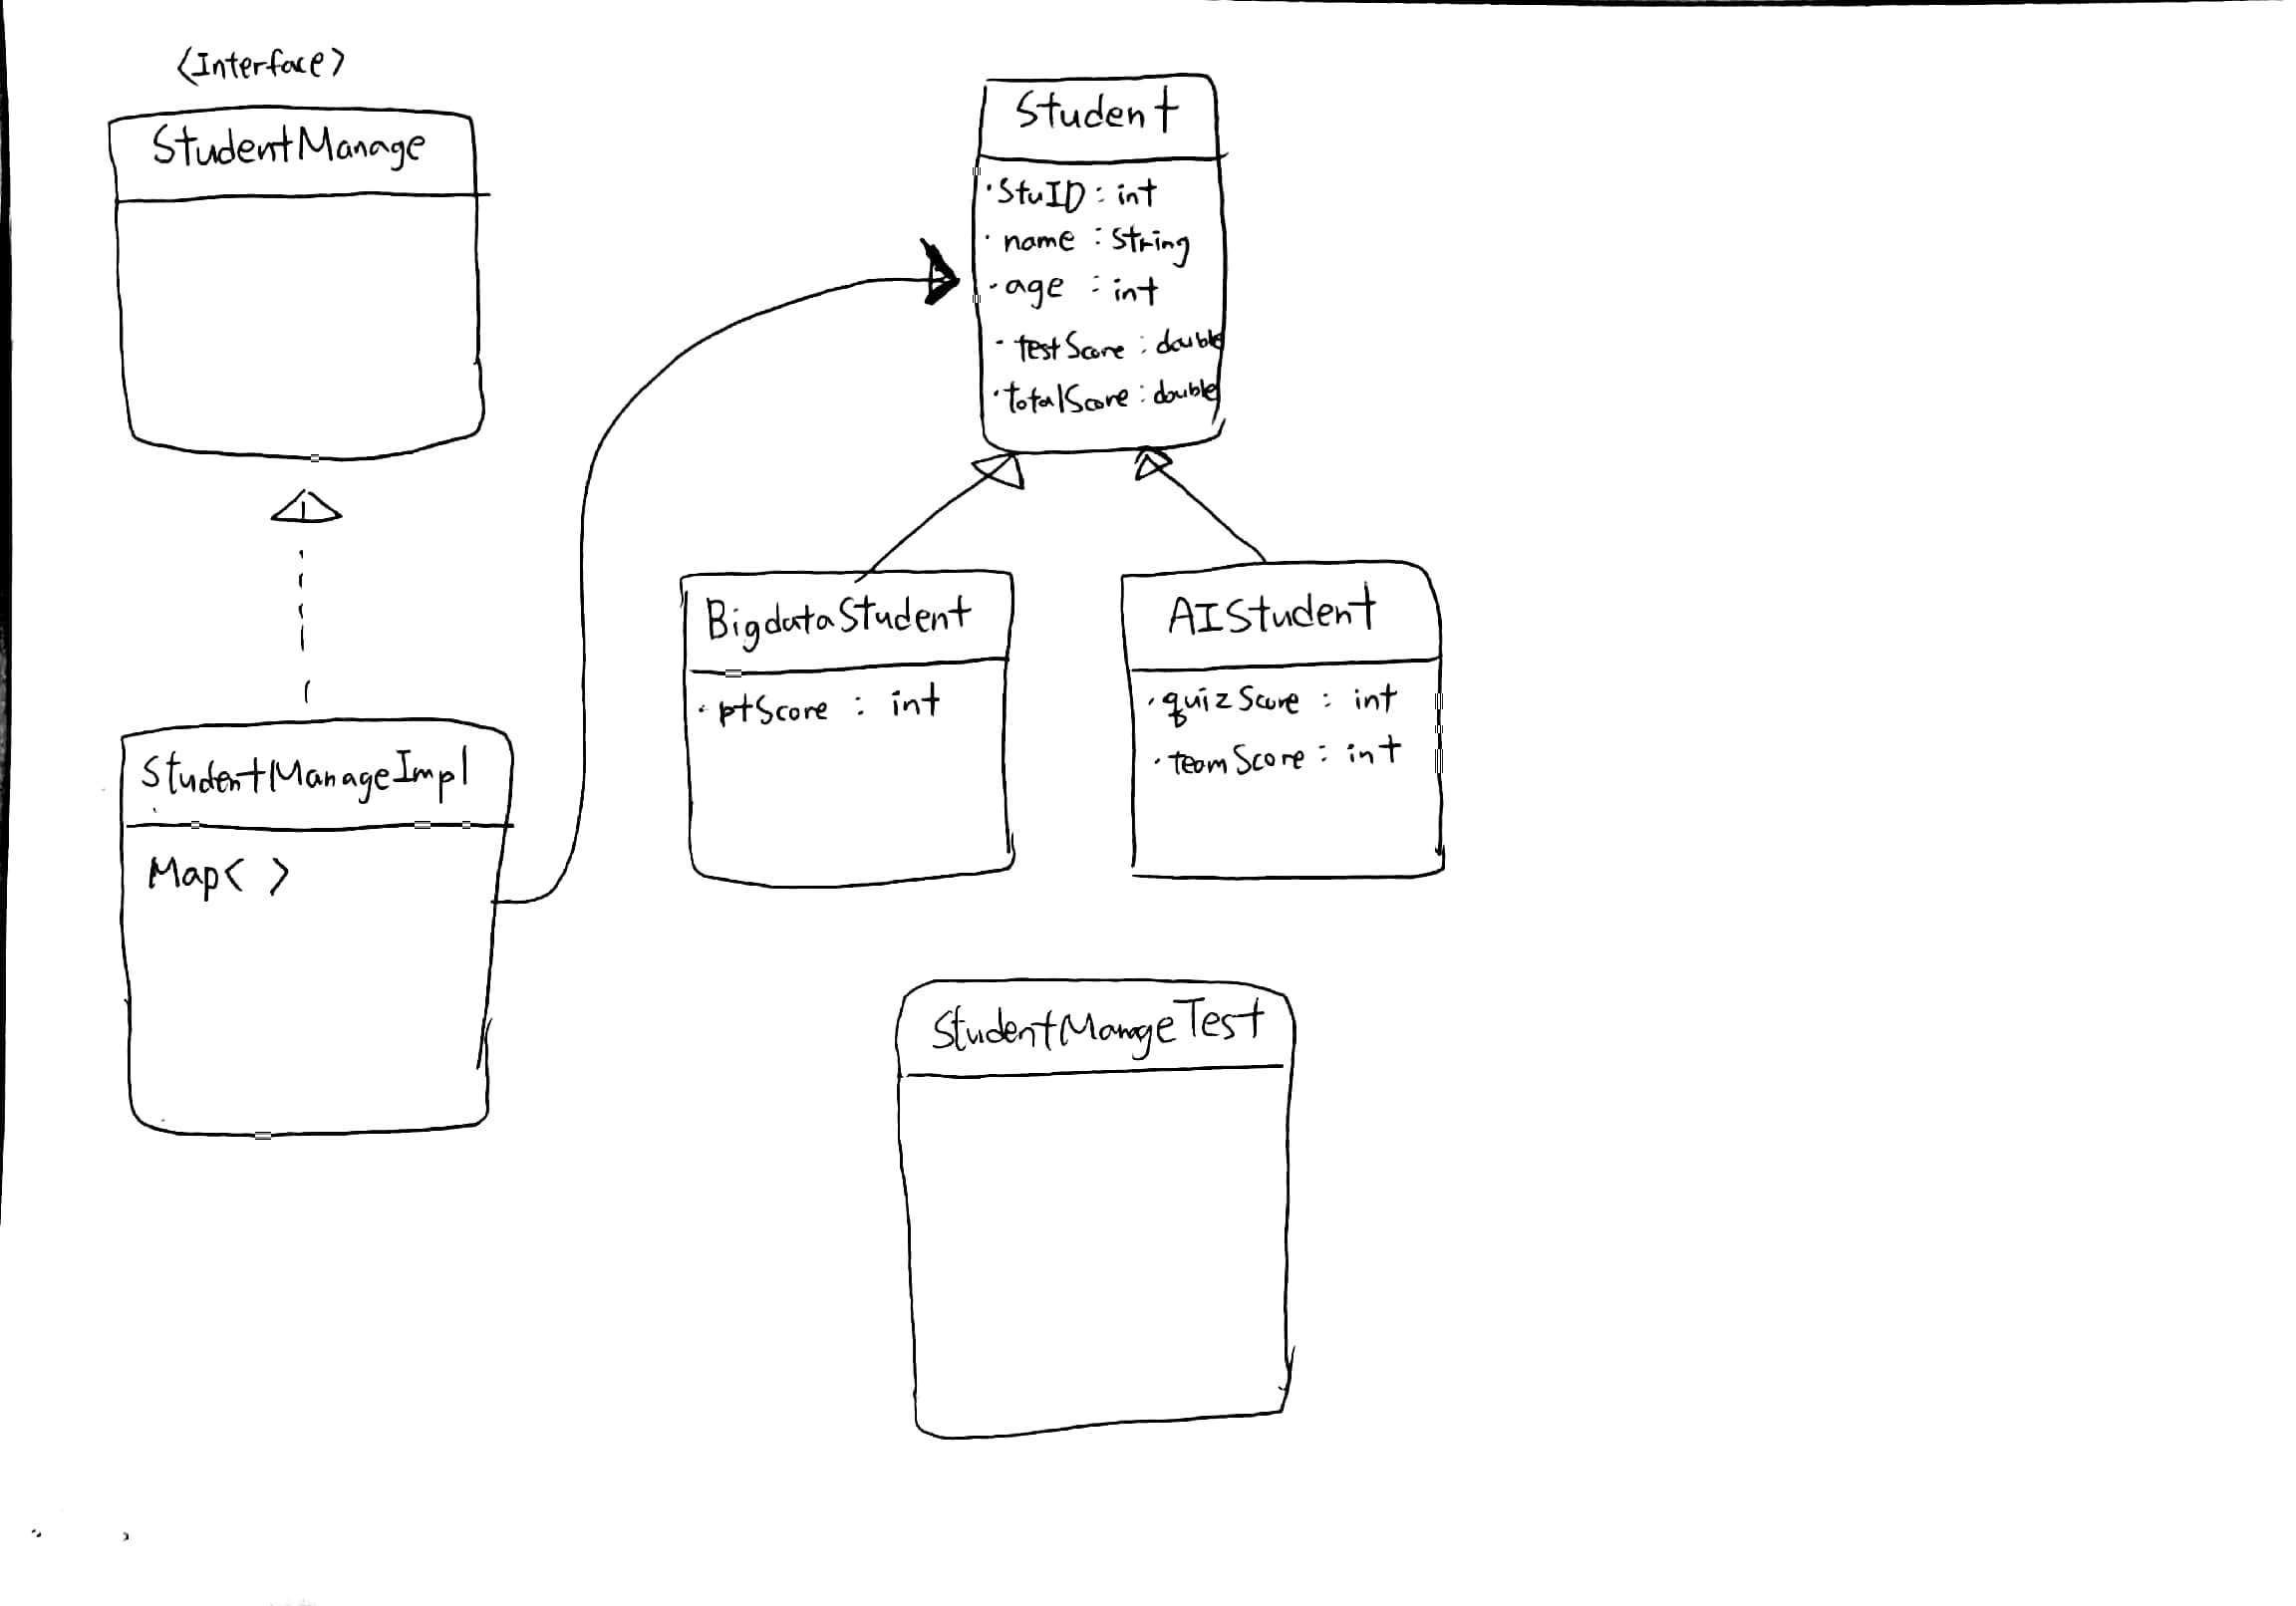 <Interface>
StudentManage
Student
·StuID : int
·name : String
·age : int
·testScore : double
·totalScore : double
BigdataStudent
·ptScore : int
AIStudent
·quizScore : int
·teamScore : int
StudentManageImpl
Map< >
StudentManageTest